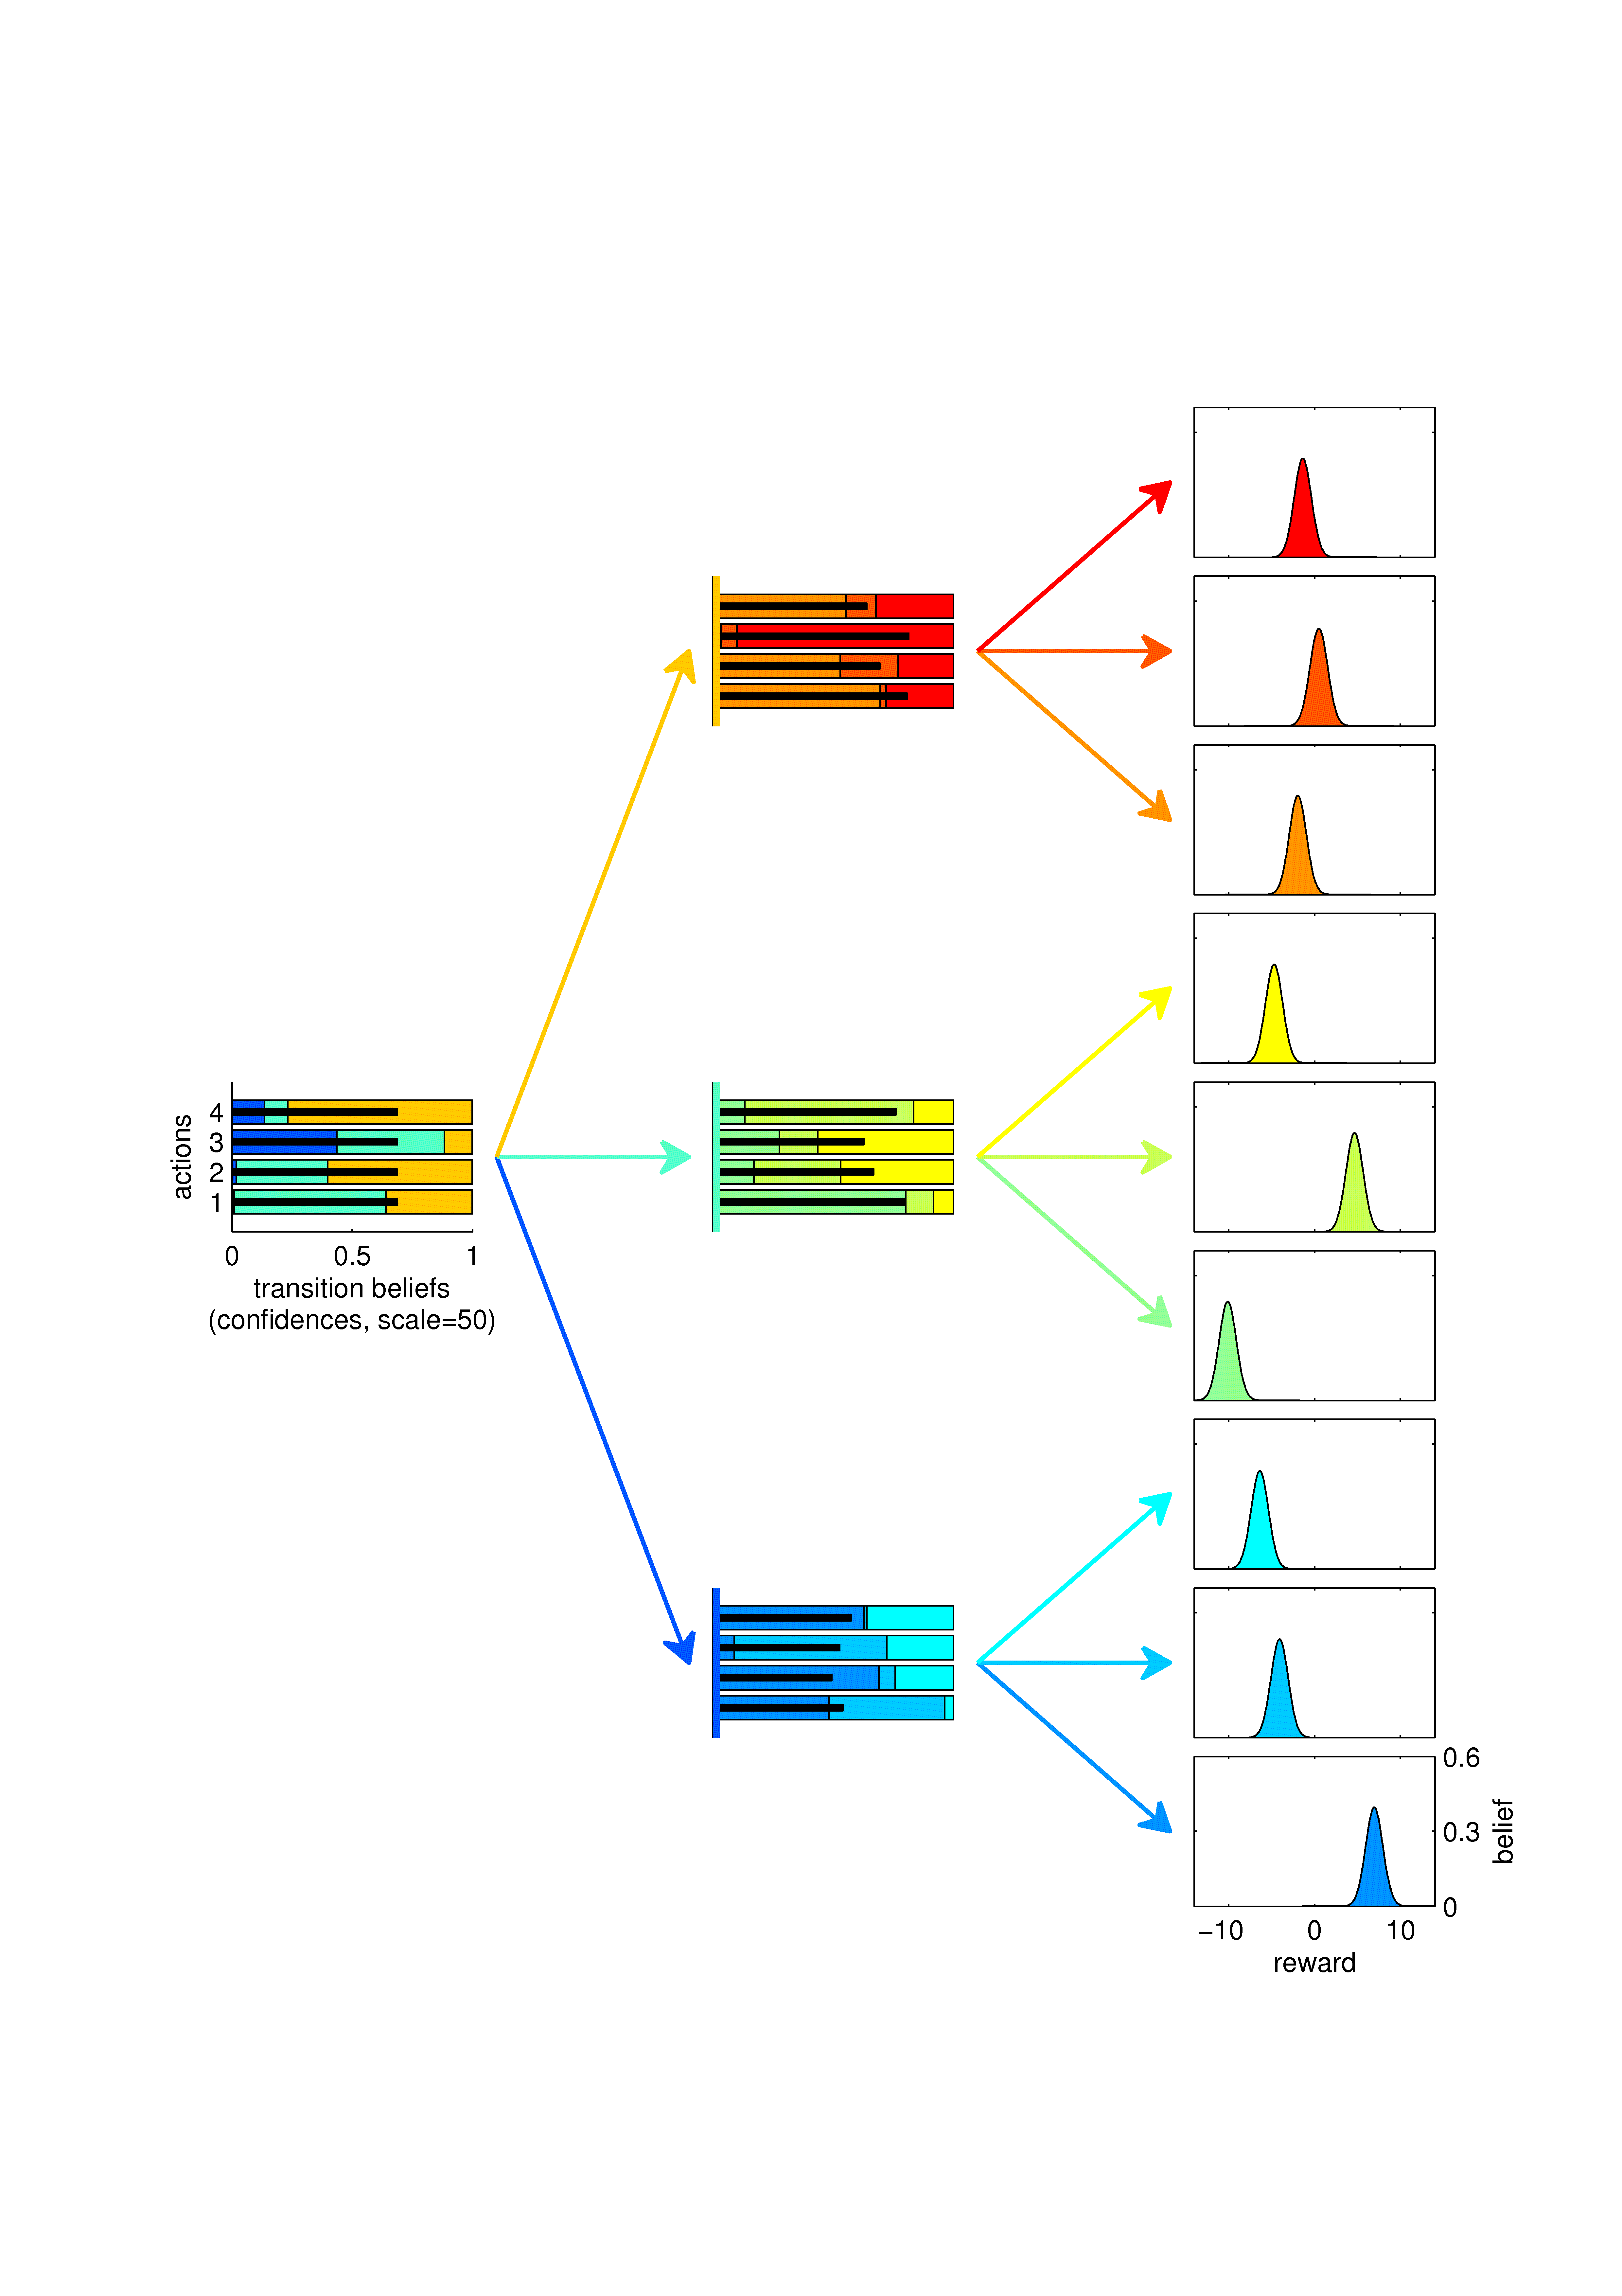 actions
4
3
2
1
0 0.5 1
transition beliefs
(confidences, scale=50)
0.6
0.3
0
belief
−10 0 10
reward